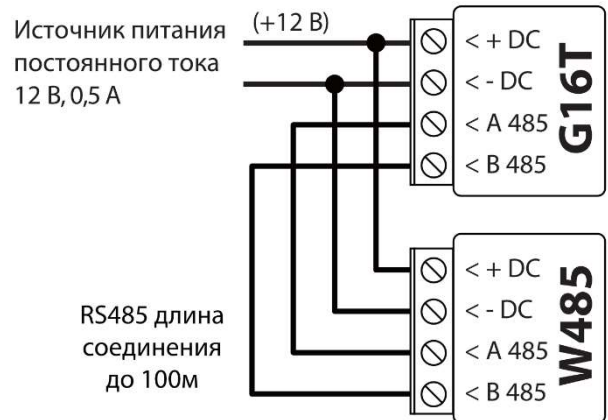 Источник питания
постоянного тока
12 В, 0,5 А
(+12 В)
< + DC
< - DC
< A 485
< B 485
G16T
< + DC
< - DC
< A 485
< B 485
W485
RS485 длина
соединения
до 100м